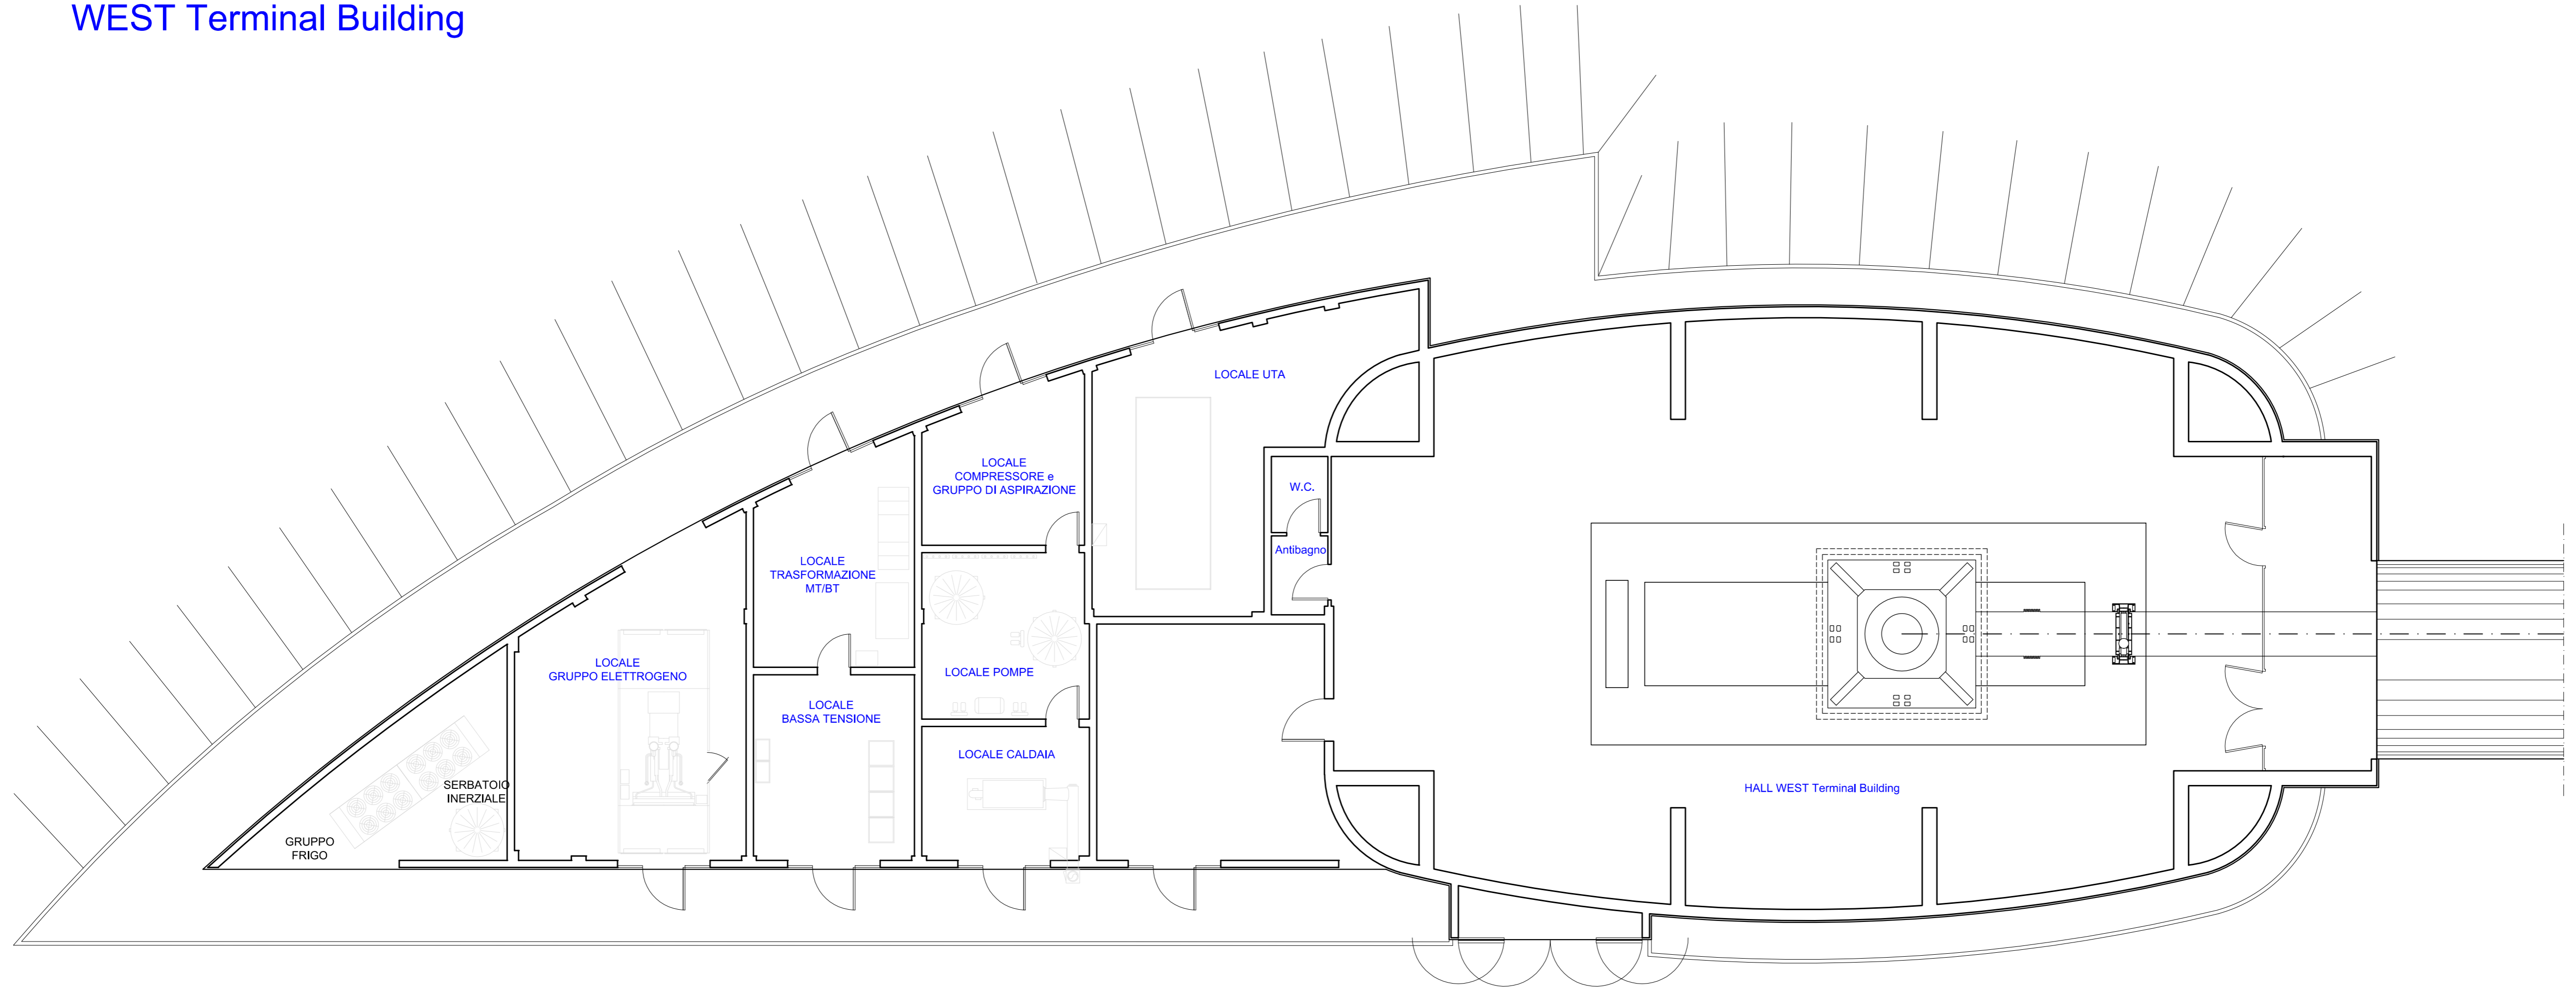 WEST Terminal Building
LOCALE UTA
LOCALE
COMPRESSORE e
GRUPPO DI ASPIRAZIONE
W.C.
Antibagno
LOCALE
TRASFORMAZIONE
MT/BT
LOCALE
GRUPPO ELETTROGENO
LOCALE POMPE
LOCALE
BASSA TENSIONE
LOCALE CALDAIA
SERBATOIO
INERZIALE
GRUPPO
FRIGO
HALL WEST Terminal Building